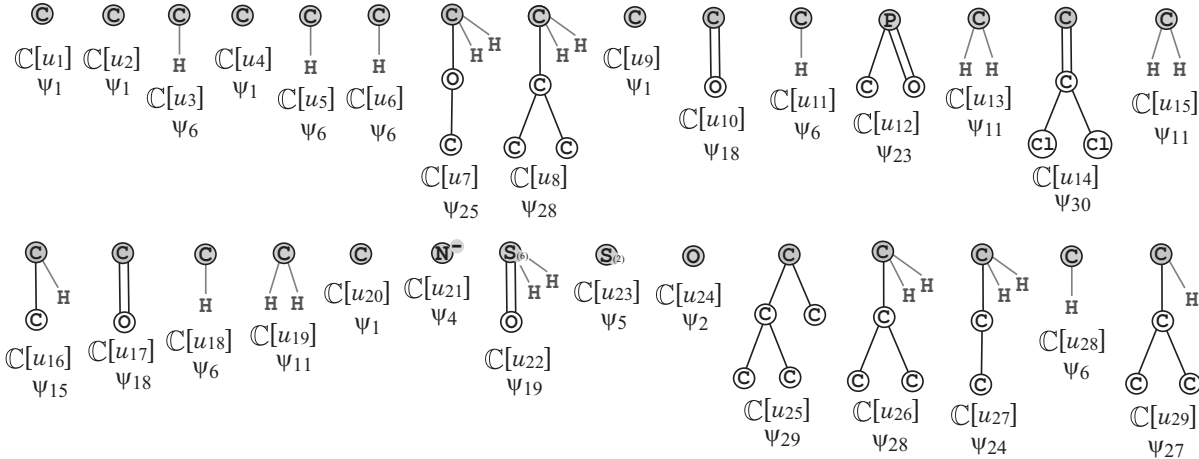 C C C C C C C C C C C P C C C
H H H H H O C O H C O H H C H H
C C C Cl Cl
ℂ[u1] ℂ[u2] ℂ[u3] ℂ[u4] ℂ[u5] ℂ[u6] ℂ[u7] ℂ[u8] ℂ[u9] ℂ[u10] ℂ[u11] ℂ[u12] ℂ[u13] ℂ[u14] ℂ[u15]
ψ1 ψ1 ψ6 ψ1 ψ6 ψ6 ψ25 ψ28 ψ1 ψ18 ψ6 ψ23 ψ11 ψ30 ψ11
C C C C C N− S(6) S(2) O C C C C C
H H H H H H H H H H H H
C O O C C C C C
C C C C C C C
ℂ[u16] ℂ[u17] ℂ[u18] ℂ[u19] ℂ[u20] ℂ[u21] ℂ[u22] ℂ[u23] ℂ[u24] ℂ[u25] ℂ[u26] ℂ[u27] ℂ[u28] ℂ[u29]
ψ15 ψ18 ψ6 ψ11 ψ1 ψ4 ψ19 ψ5 ψ2 ψ29 ψ28 ψ24 ψ6 ψ27